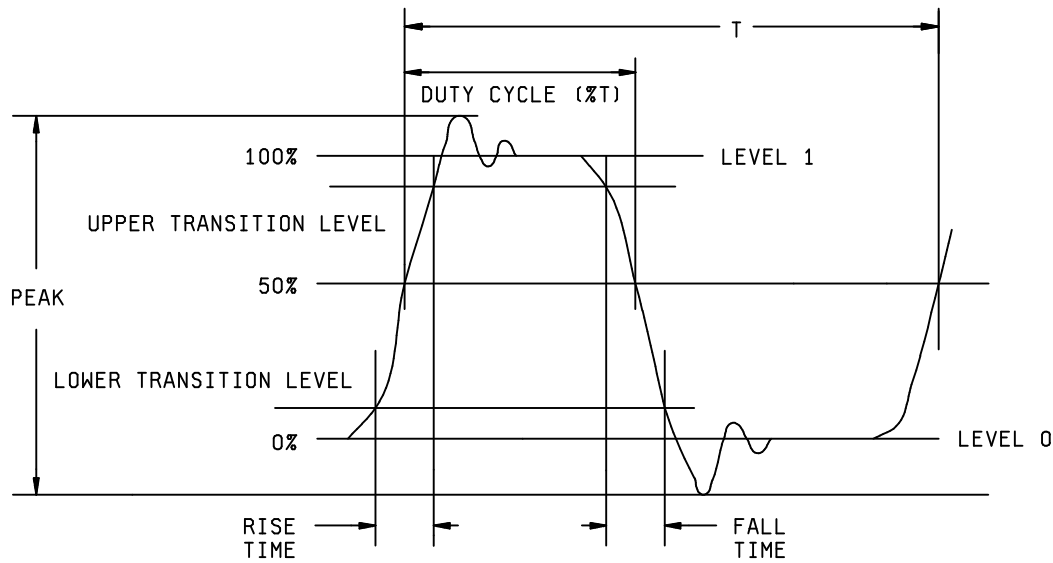 T
DUTY CYCLE (%T)
100%
LEVEL 1
UPPER TRANSITION LEVEL
50%
PEAK
LOWER TRANSITION LEVEL
0%
LEVEL 0
RISE
TIME
FALL
TIME